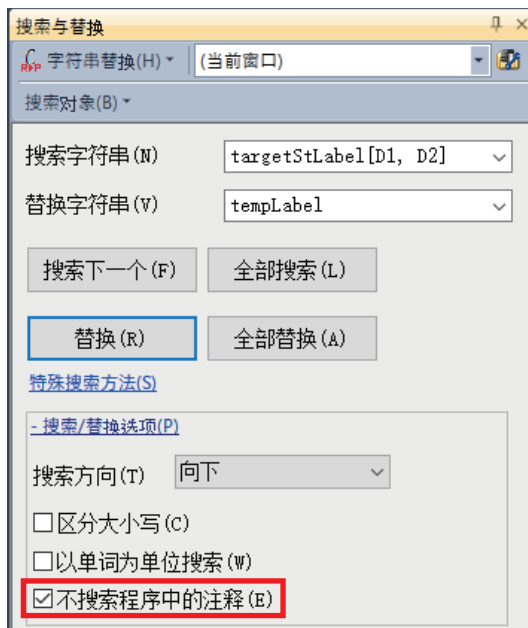 搜索与替换
字符串替换(H) (当前窗口)
搜索对象(B)
搜索字符串(N) targetStLabel[D1, D2]
替换字符串(V) tempLabel
搜索下一个(F) 全部搜索(L)
替换(R) 全部替换(A)
特殊搜索方法(S)
- 搜索/替换选项(P)
搜索方向(T) 向下
区分大小写(C)
以单词为单位搜索(W)
不搜索程序中的注释(E)